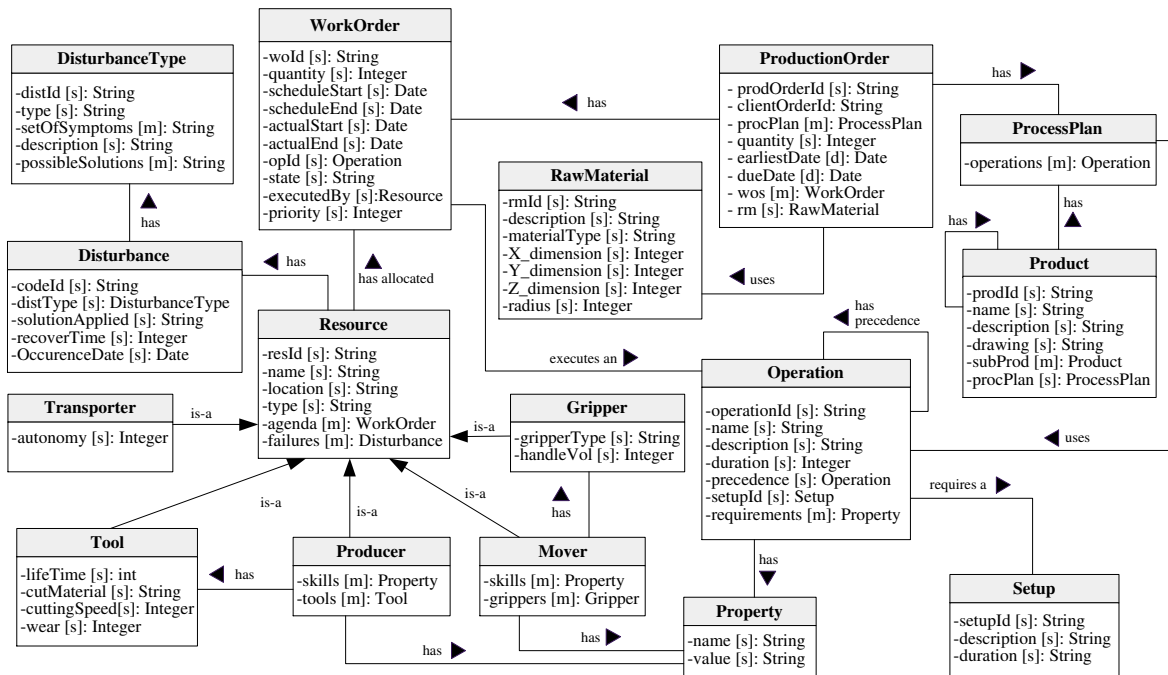 WorkOrder
-woId [s]: String
-quantity [s]: Integer
-scheduleStart [s]: Date
-scheduleEnd [s]: Date
-actualStart [s]: Date
-actualEnd [s]: Date
-opId [s]: Operation
-state [s]: String
-executedBy [s]:Resource
-priority [s]: Integer
DisturbanceType
-distId [s]: String
-type [s]: String
-setOfSymptoms [m]: String
-description [s]: String
-possibleSolutions [m]: String
has
ProductionOrder
- prodOrderId [s]: String
- clientOrderId: String
- procPlan [m]: ProcessPlan
- quantity [s]: Integer
- earliestDate [d]: Date
- dueDate [d]: Date
- wos [m]: WorkOrder
- rm [s]: RawMaterial
has
ProcessPlan
-operations [m]: Operation
RawMaterial
-rmId [s]: String
-description [s]: String
-materialType [s]: String
-X_dimension [s]: Integer
-Y_dimension [s]: Integer
-Z_dimension [s]: Integer
-radius [s]: Integer
has
has
has
Product
-prodId [s]: String
-name [s]: String
-description [s]: String
-drawing [s]: String
-subProd [m]: Product
-procPlan [s]: ProcessPlan
Disturbance
-codeId [s]: String
-distType [s]: DisturbanceType
-solutionApplied [s]: String
-recoverTime [s]: Integer
-OccurenceDate [s]: Date
has
has allocated
uses
has
precedence
Resource
-resId [s]: String
-name [s]: String
-location [s]: String
-type [s]: String
-agenda [m]: WorkOrder
-failures [m]: Disturbance
executes an
Operation
-operationId [s]: String
-name [s]: String
-description [s]: String
-duration [s]: Integer
-precedence [s]: Operation
-setupId [s]: Setup
-requirements [m]: Property
Transporter
-autonomy [s]: Integer
is-a
Gripper
-gripperType [s]: String
-handleVol [s]: Integer
is-a
uses
requires a
is-a
is-a
is-a
has
Tool
-lifeTime [s]: int
-cutMaterial [s]: String
-cuttingSpeed[s]: Integer
-wear [s]: Integer
has
Producer
-skills [m]: Property
-tools [m]: Tool
Mover
-skills [m]: Property
-grippers [m]: Gripper
has
Property
-name [s]: String
-value [s]: String
has
has
Setup
-setupId [s]: String
-description [s]: String
-duration [s]: String